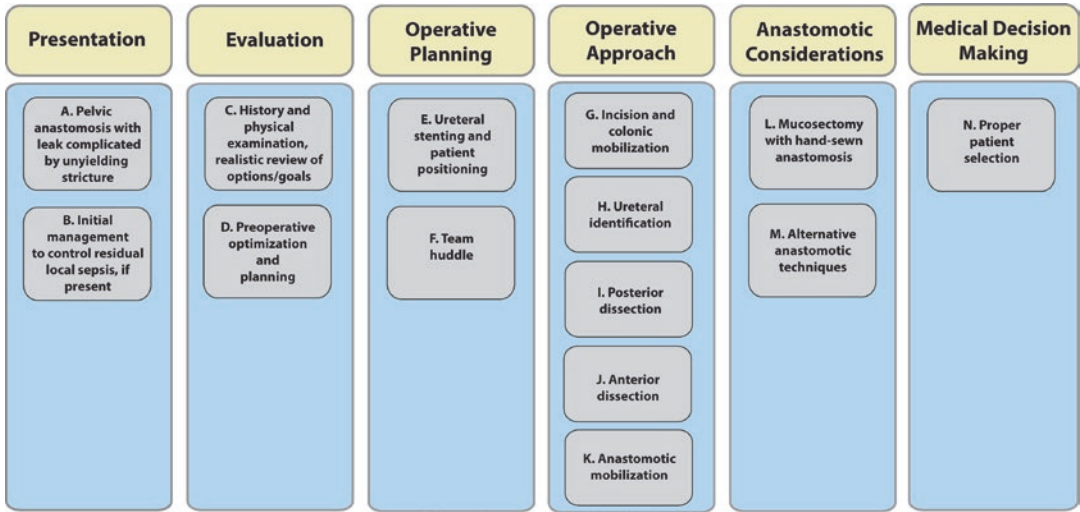 Presentation
A. Pelvic
anastomosis with
leak complicated
by unyielding
stricture
B. Initial
management
to control residual
local sepsis, if
present
Evaluation
C. History and
physical
examination,
realistic review of
options/goals
D. Preoperative
optimization
and
planning
Operative
Planning
E. Ureteral
stenting and
patient
positioning
F. Team
huddle
Operative
Approach
G. Incision and
colonic
mobilization
H. Ureteral
identification
I. Posterior
dissection
J. Anterior
dissection
K. Anastomotic
mobilization
Anastomotic
Considerations
L. Mucosectomy
with hand-sewn
anastomosis
M. Alternative
anastomotic
techniques
Medical Decision
Making
N. Proper
patient
selection